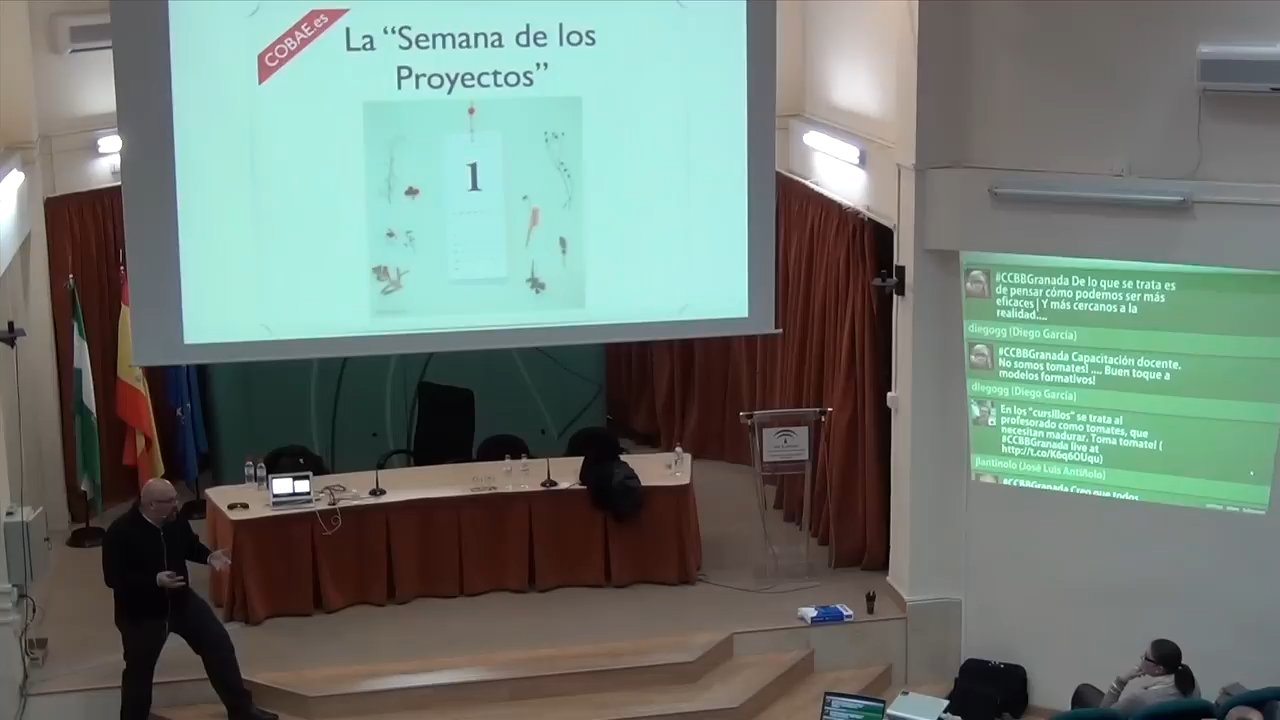 COBAE.es
La “Semana de los
Proyectos”
1
#CCBBGranada De lo que se trata es
de pensar cómo podemos ser más
eficaces | Y más cercanos a la
realidad....
diegogg (Diego García)
#CCBBGranada Capacitación docente.
No somos tomates! .... Buen toque a
modelos formativos!
diegogg (Diego García)
En los "cursillos" se trata al
profesorado como tomates, que
necesitan madurar. Toma tomate! (
#CCBBGranada live at
http://t.co/K6q6OUqu)
jlantinolo (José Luis Antiñolo)
#CCBBGranada Creo que todos